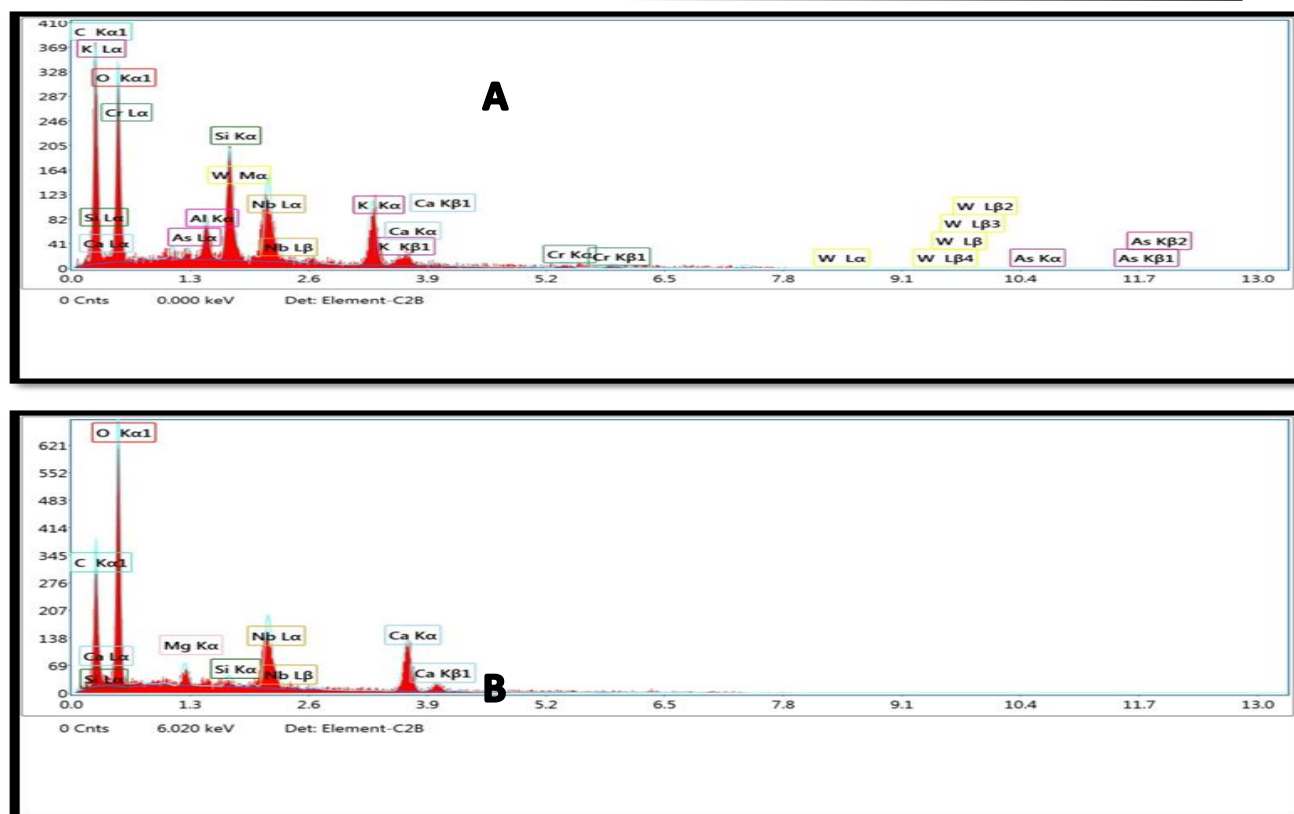 410
C Kα1
369
K Lα
328
O Kα1
287
A
Cr Lα
246
Si Kα
205
W Mα
164
Nb Lα
K Kα
Ca Kβ1
W Lβ2
123
Si Lα
Al Kα
W Lβ3
82
Ca Kα
As Lα
Ca Lα
Nb Lβ
K Kβ1
W Lβ
As Kβ2
41
Cr Kα
Cr Kβ1
W Lα
W Lβ4
As Kα
As Kβ1
0
0.0 1.3 2.6 3.9 5.2 6.5 7.8 9.1 10.4 11.7 13.0
0 Cnts 0.000 keV Det: Element-C2B
O Kα1
621
552
483
414
345
C Kα1
276
207
Nb Lα
Ca Kα
138
Mg Kα
Ca Lα
69
Si Kα
Si Lα
Nb Lβ
Ca Kβ1
B
0
0.0 1.3 2.6 3.9 5.2 6.5 7.8 9.1 10.4 11.7 13.0
0 Cnts 6.020 keV Det: Element-C2B